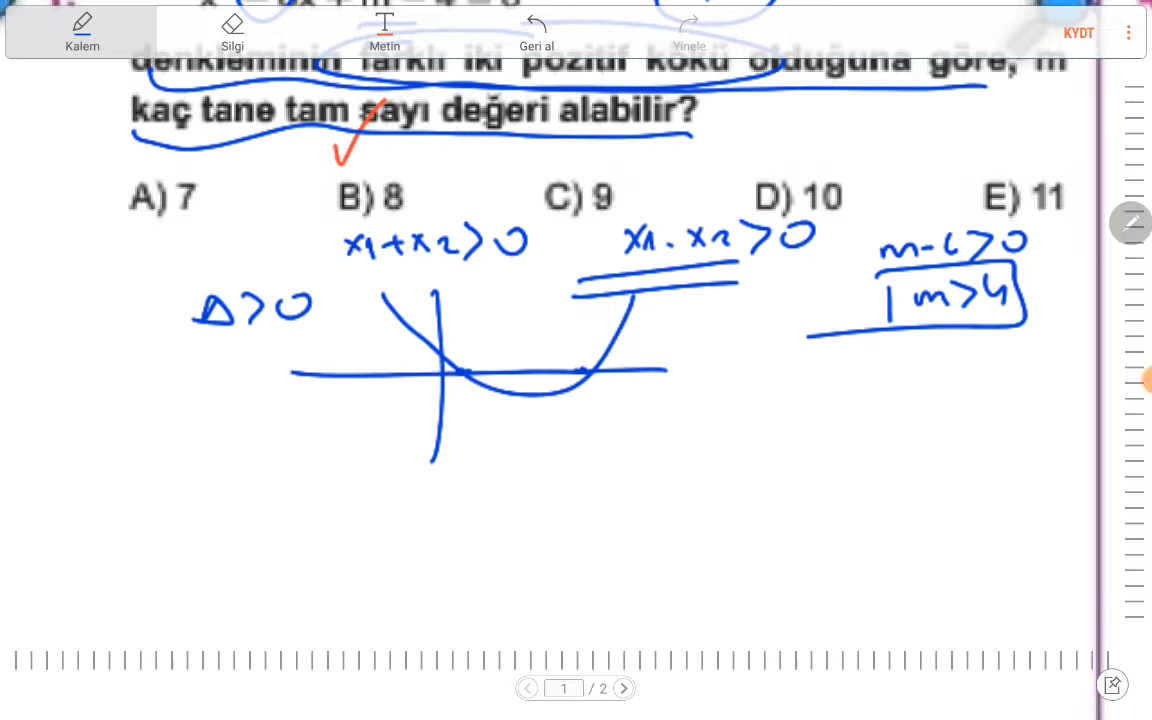 Kalem
Silgi
Metin
Geri al
Yinele
KYDT
denkleminin farklı iki pozitif kökü olduğuna göre, m
kaç tane tam sayı değeri alabilir?
A) 7 B) 8 C) 9 D) 10 E) 11
x1+x2>0 x1.x2>0 m-4>0
Δ>0 m>4
1 / 2